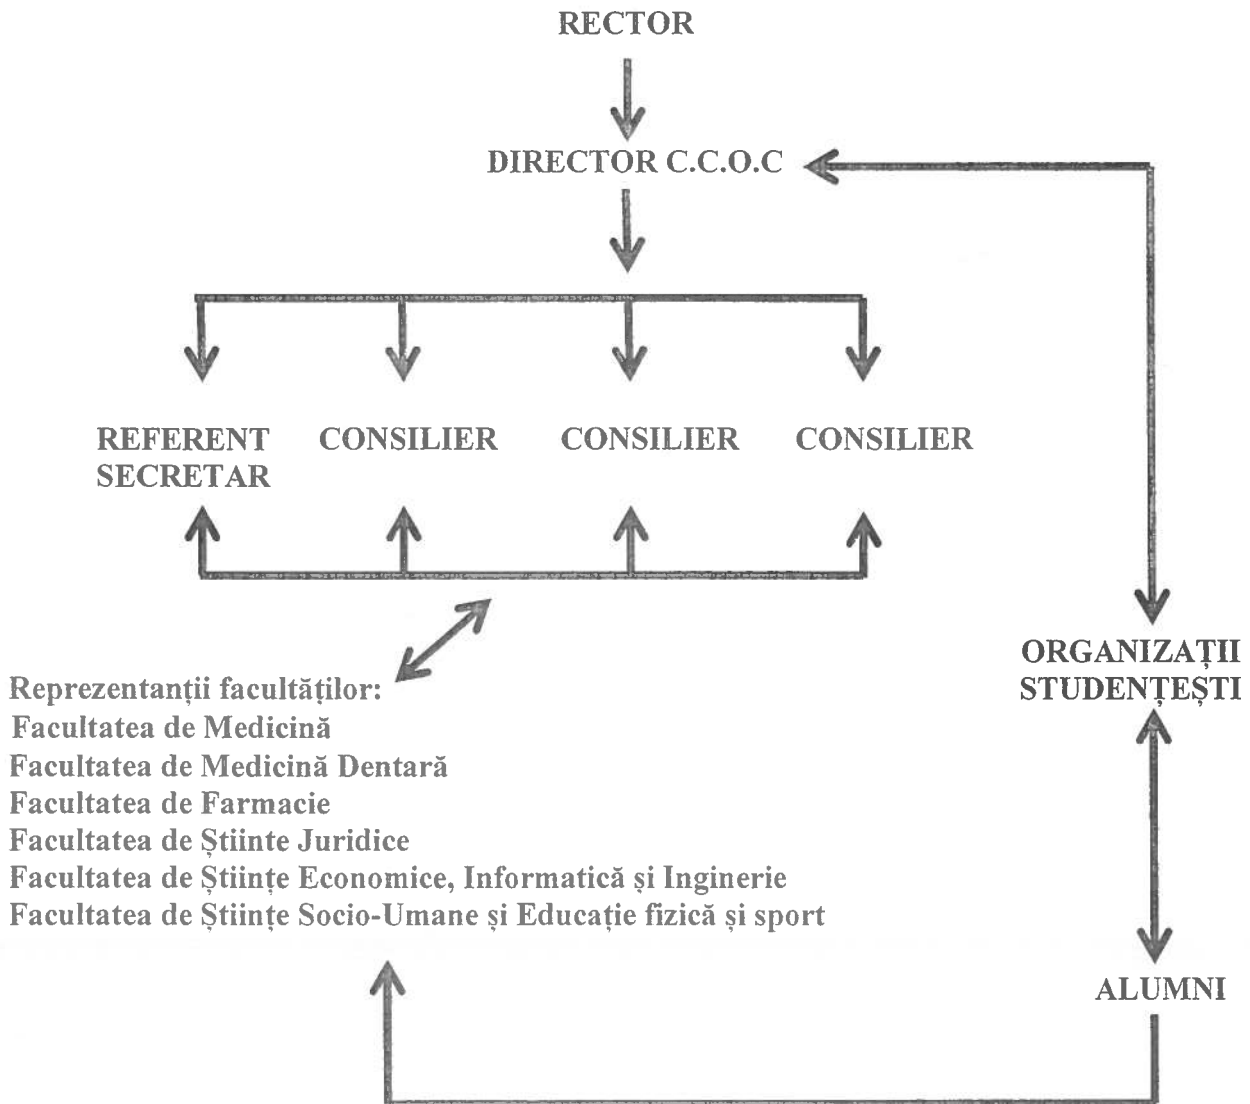 RECTOR
DIRECTOR C.C.O.C
REFERENT
SECRETAR
CONSILIER
CONSILIER
CONSILIER
ORGANIZAȚII
STUDENȚEȘTI
Reprezentanții facultăților:
Facultatea de Medicină
Facultatea de Medicină Dentară
Facultatea de Farmacie
Facultatea de Știinte Juridice
Facultatea de Științe Economice, Informatică și Inginerie
Facultatea de Științe Socio-Umane și Educație fizică și sport
ALUMNI